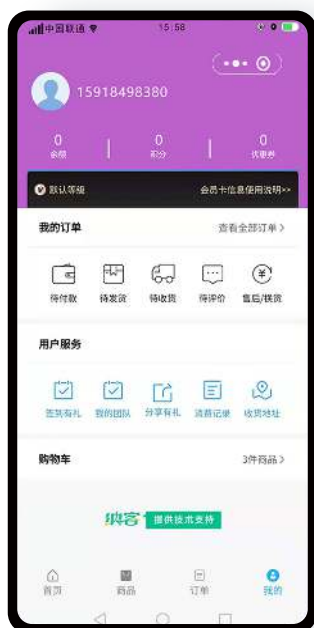 中国联通 15:58
15918498380
0 0 0
余额 积分 优惠券
默认等级 会员卡信息使用说明>>
我的订单 查看全部订单>
待付款 待发货 待收货 待评价 售后/换货
用户服务
签到有礼 我的团队 分享有礼 消费记录 收货地址
购物车 3件商品>
纳客 提供技术支持
首页 商品 订单 我的